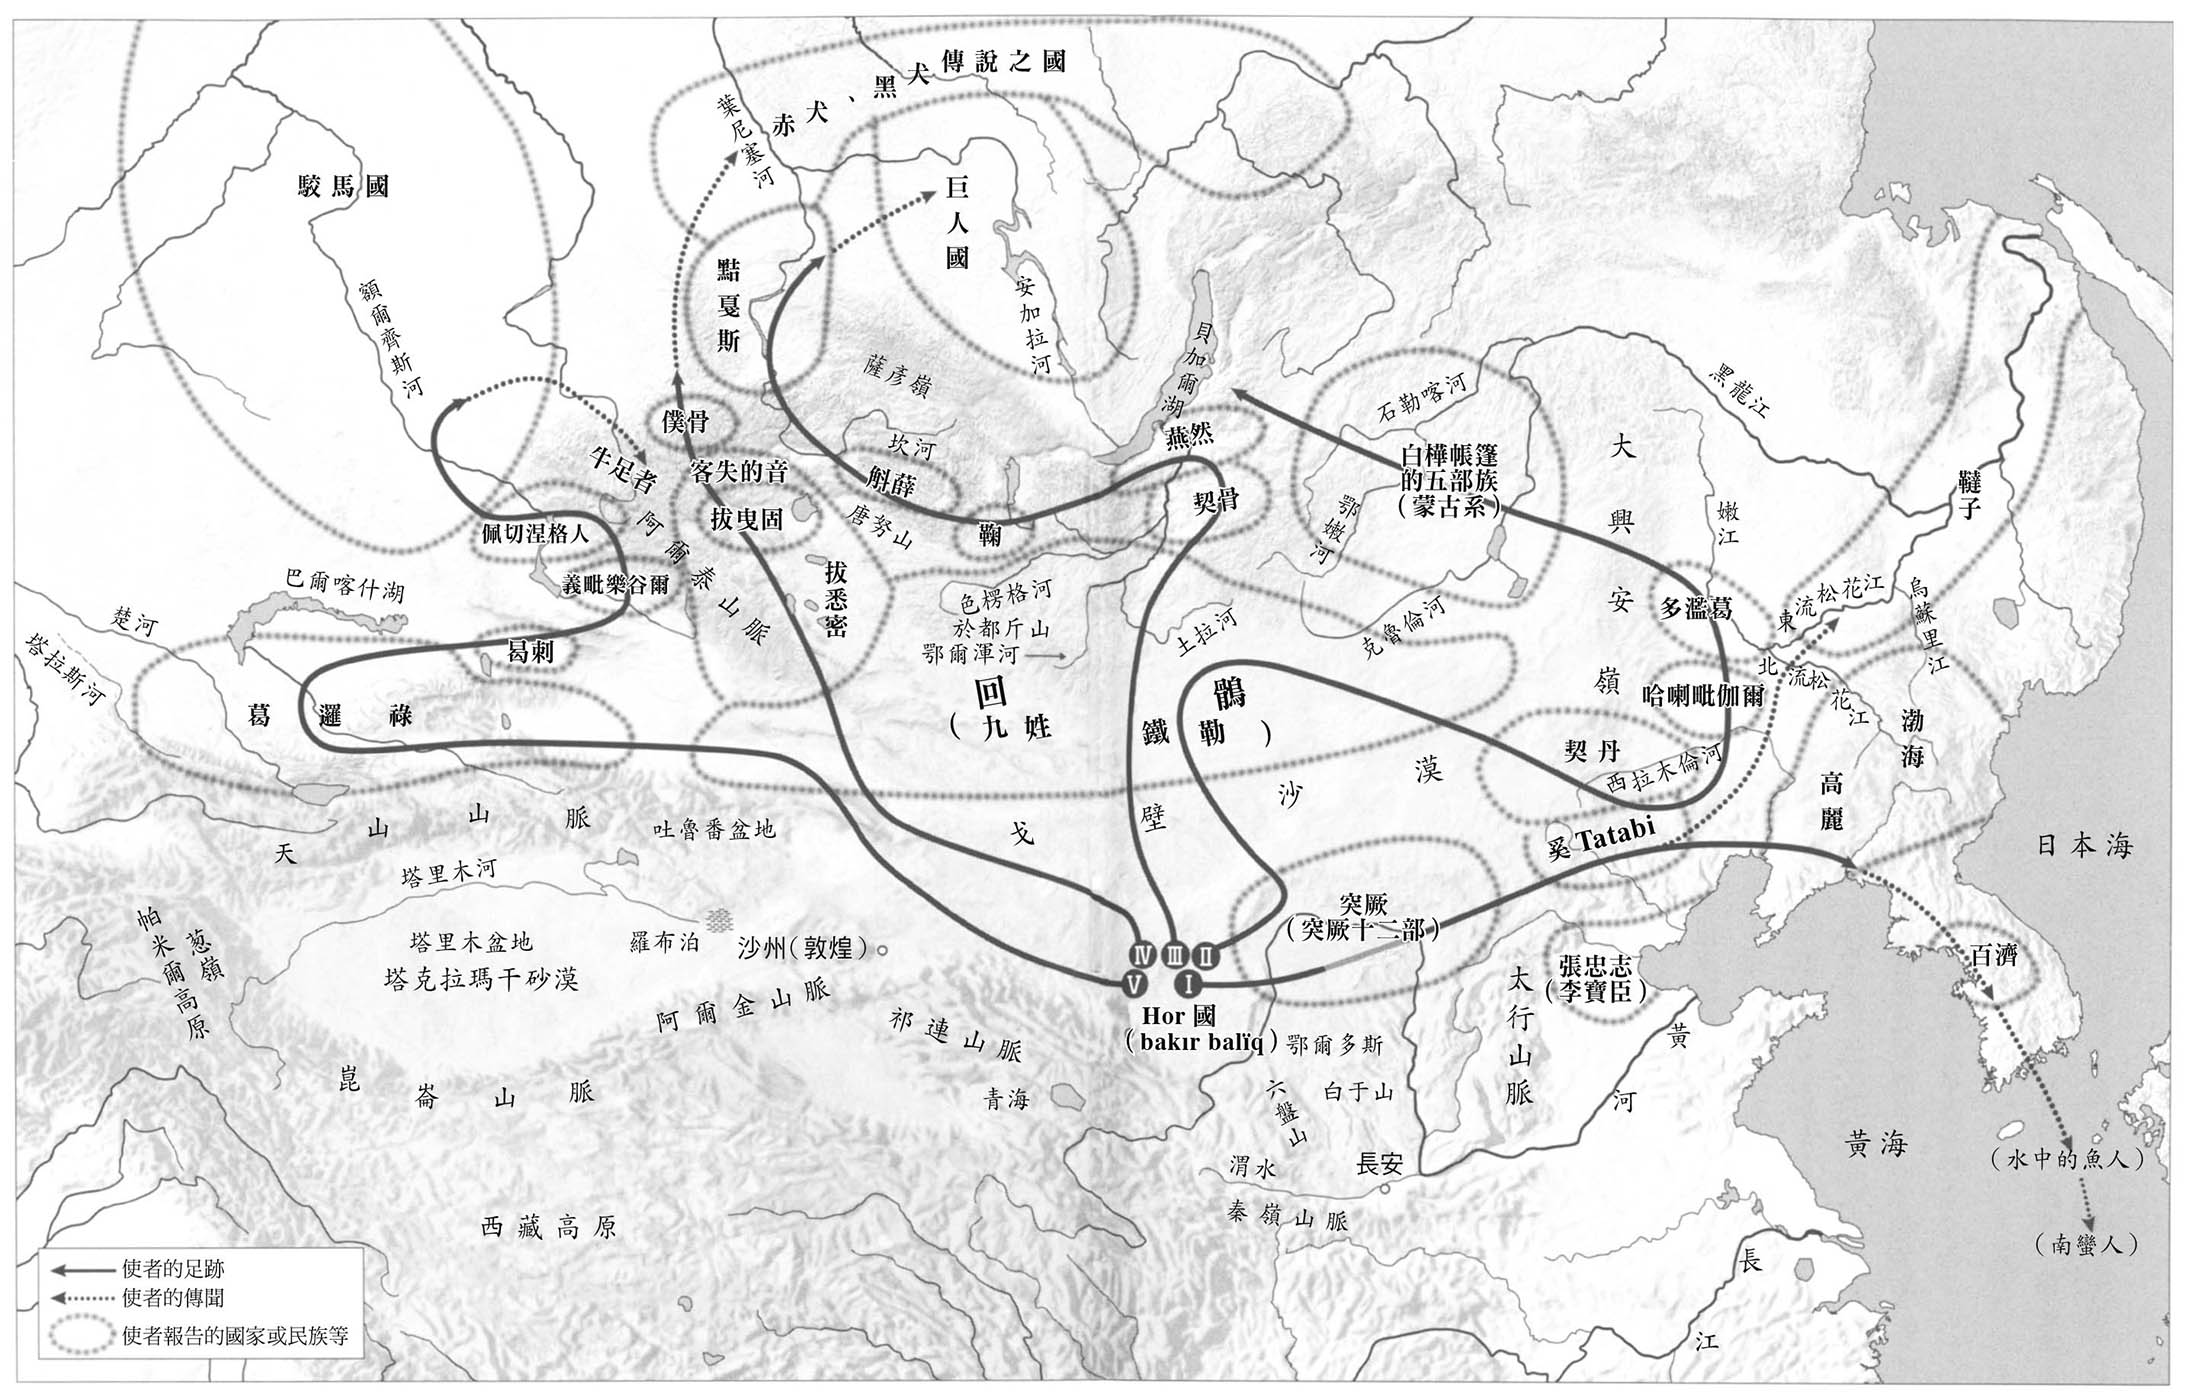 傳說之國
赤犬、黑犬
葉尼塞河
駮馬國
巨人國
黠戛斯
額爾齊斯河
安加拉河
貝加爾湖
薩彥嶺
僕骨
坎河
燕然
石勒喀河
黑龍江
大興安嶺
牛足者
客失的音
斛薛
契骨
白樺帳篷
的五部族
(蒙古系)
鄂嫩河
嫩江
韃子
佩切涅格人
拔曳固
唐努山
鞠
阿爾泰山脈
義毗樂谷爾
拔悉密
巴爾喀什湖
色楞格河
於都斤山
鄂爾渾河
土拉河
克魯倫河
多濫葛
東流松花江
烏蘇里江
楚河
塔拉斯河
曷刺
北流松花江
葛邏祿
回鶻
(九姓鐵勒)
哈喇毗伽爾
渤海
契丹
西拉木倫河
高麗
戈壁沙漠
天山山脈
吐魯番盆地
奚Tatabi
日本海
塔里木河
突厥
(突厥十二部)
帕米爾高原
葱嶺
塔里木盆地
塔克拉瑪干砂漠
羅布泊
沙州(敦煌)
IV
III
II
V
I
Hor國
(bakır balïq)
太行山脈
張忠志
(李寶臣)
百濟
阿爾金山脈
祁連山脈
鄂爾多斯
黃河
崑崙山脈
青海
六盤山
白于山
渭水
長安
黃海
(水中的魚人)
西藏高原
秦嶺山脈
(南蠻人)
長江
使者的足跡
使者的傳聞
使者報告的國家或民族等